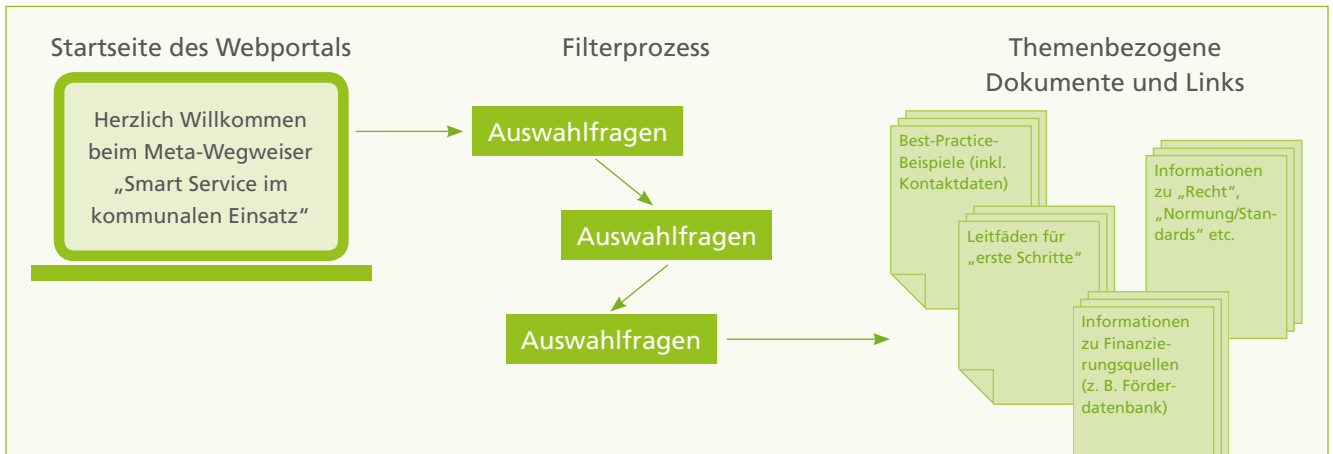 Startseite des Webportals
Herzlich Willkommen
beim Meta-Wegweiser
„Smart Service im
kommunalen Einsatz“
Filterprozess
Auswahlfragen
Auswahlfragen
Auswahlfragen
Themenbezogene
Dokumente und Links
Best-Practice-
Beispiele (inkl.
Kontaktdaten)
Leitfäden für
„erste Schritte“
Informationen
zu „Recht“,
„Normung/Stan-
dards“ etc.
Informationen
zu Finanzie-
rungsquellen
(z. B. Förder-
datenbank)